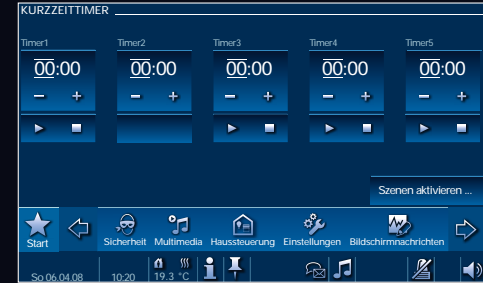 KURZZEITTIMER
Timer1 Timer2 Timer3 Timer4 Timer5
00:00 00:00 00:00 00:00 00:00
Szenen aktivieren ...
Start Sicherheit Multimedia Haussteuerung Einstellungen Bildschirmnachrichten
So 06.04.08 10:20 19.3 °C